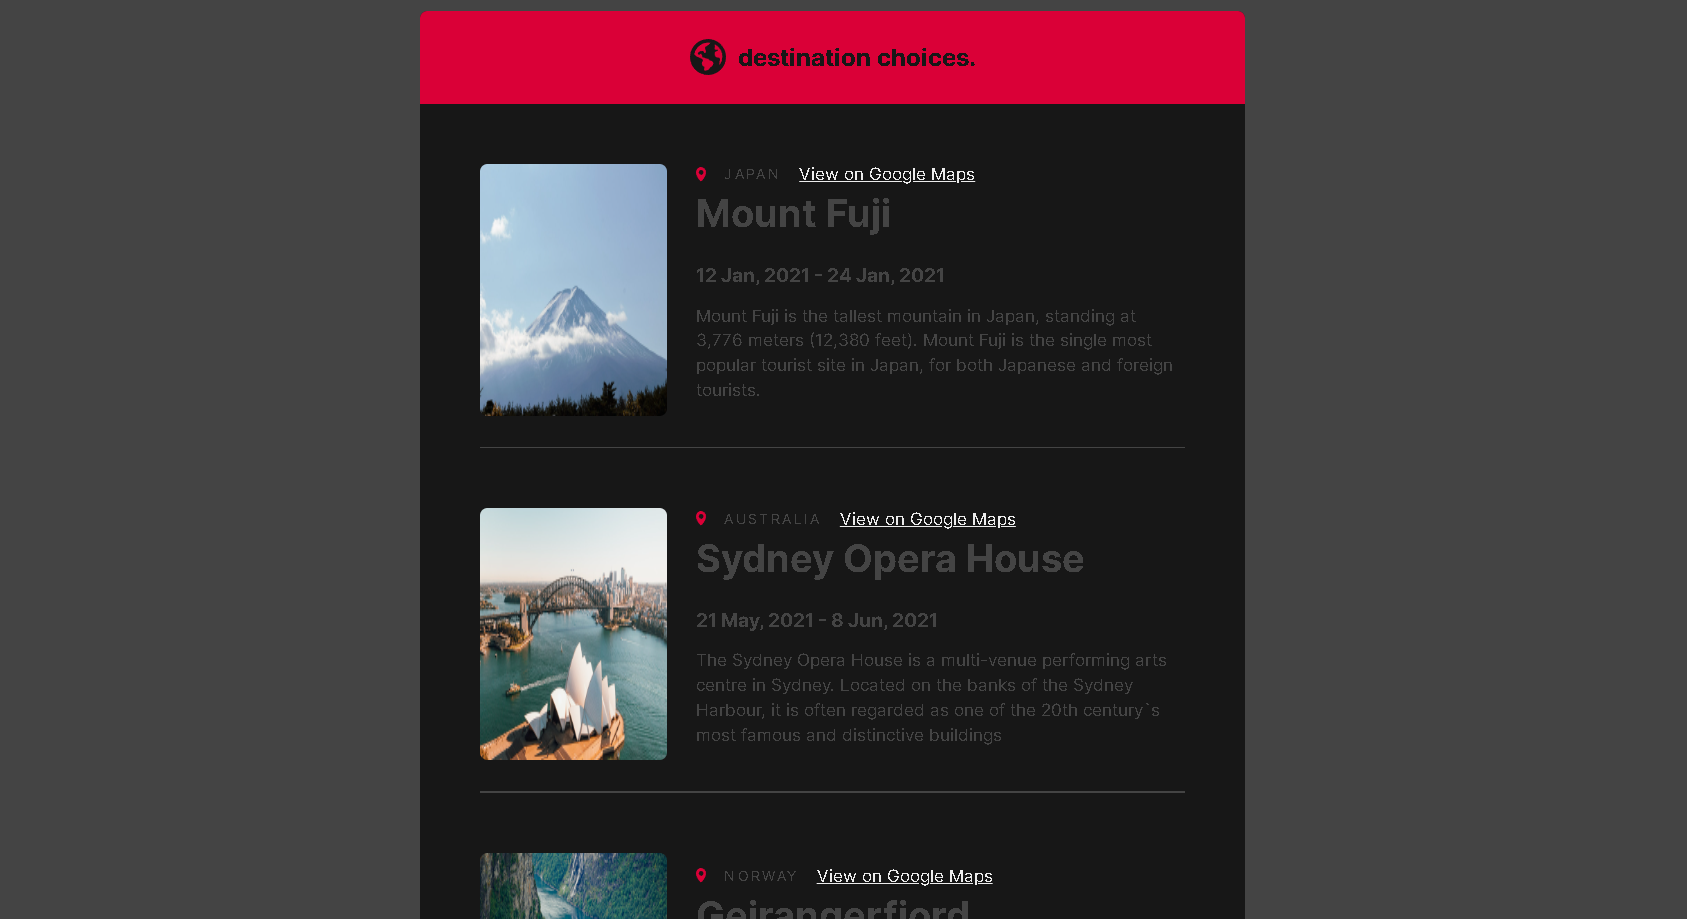 destination choices.
JAPAN View on Google Maps
Mount Fuji
12 Jan, 2021 - 24 Jan, 2021
Mount Fuji is the tallest mountain in Japan, standing at
3,776 meters (12,380 feet). Mount Fuji is the single most
popular tourist site in Japan, for both Japanese and foreign
tourists.
AUSTRALIA View on Google Maps
Sydney Opera House
21 May, 2021 - 8 Jun, 2021
The Sydney Opera House is a multi-venue performing arts
centre in Sydney. Located on the banks of the Sydney
Harbour, it is often regarded as one of the 20th century`s
most famous and distinctive buildings
NORWAY View on Google Maps
Geirangerfjord